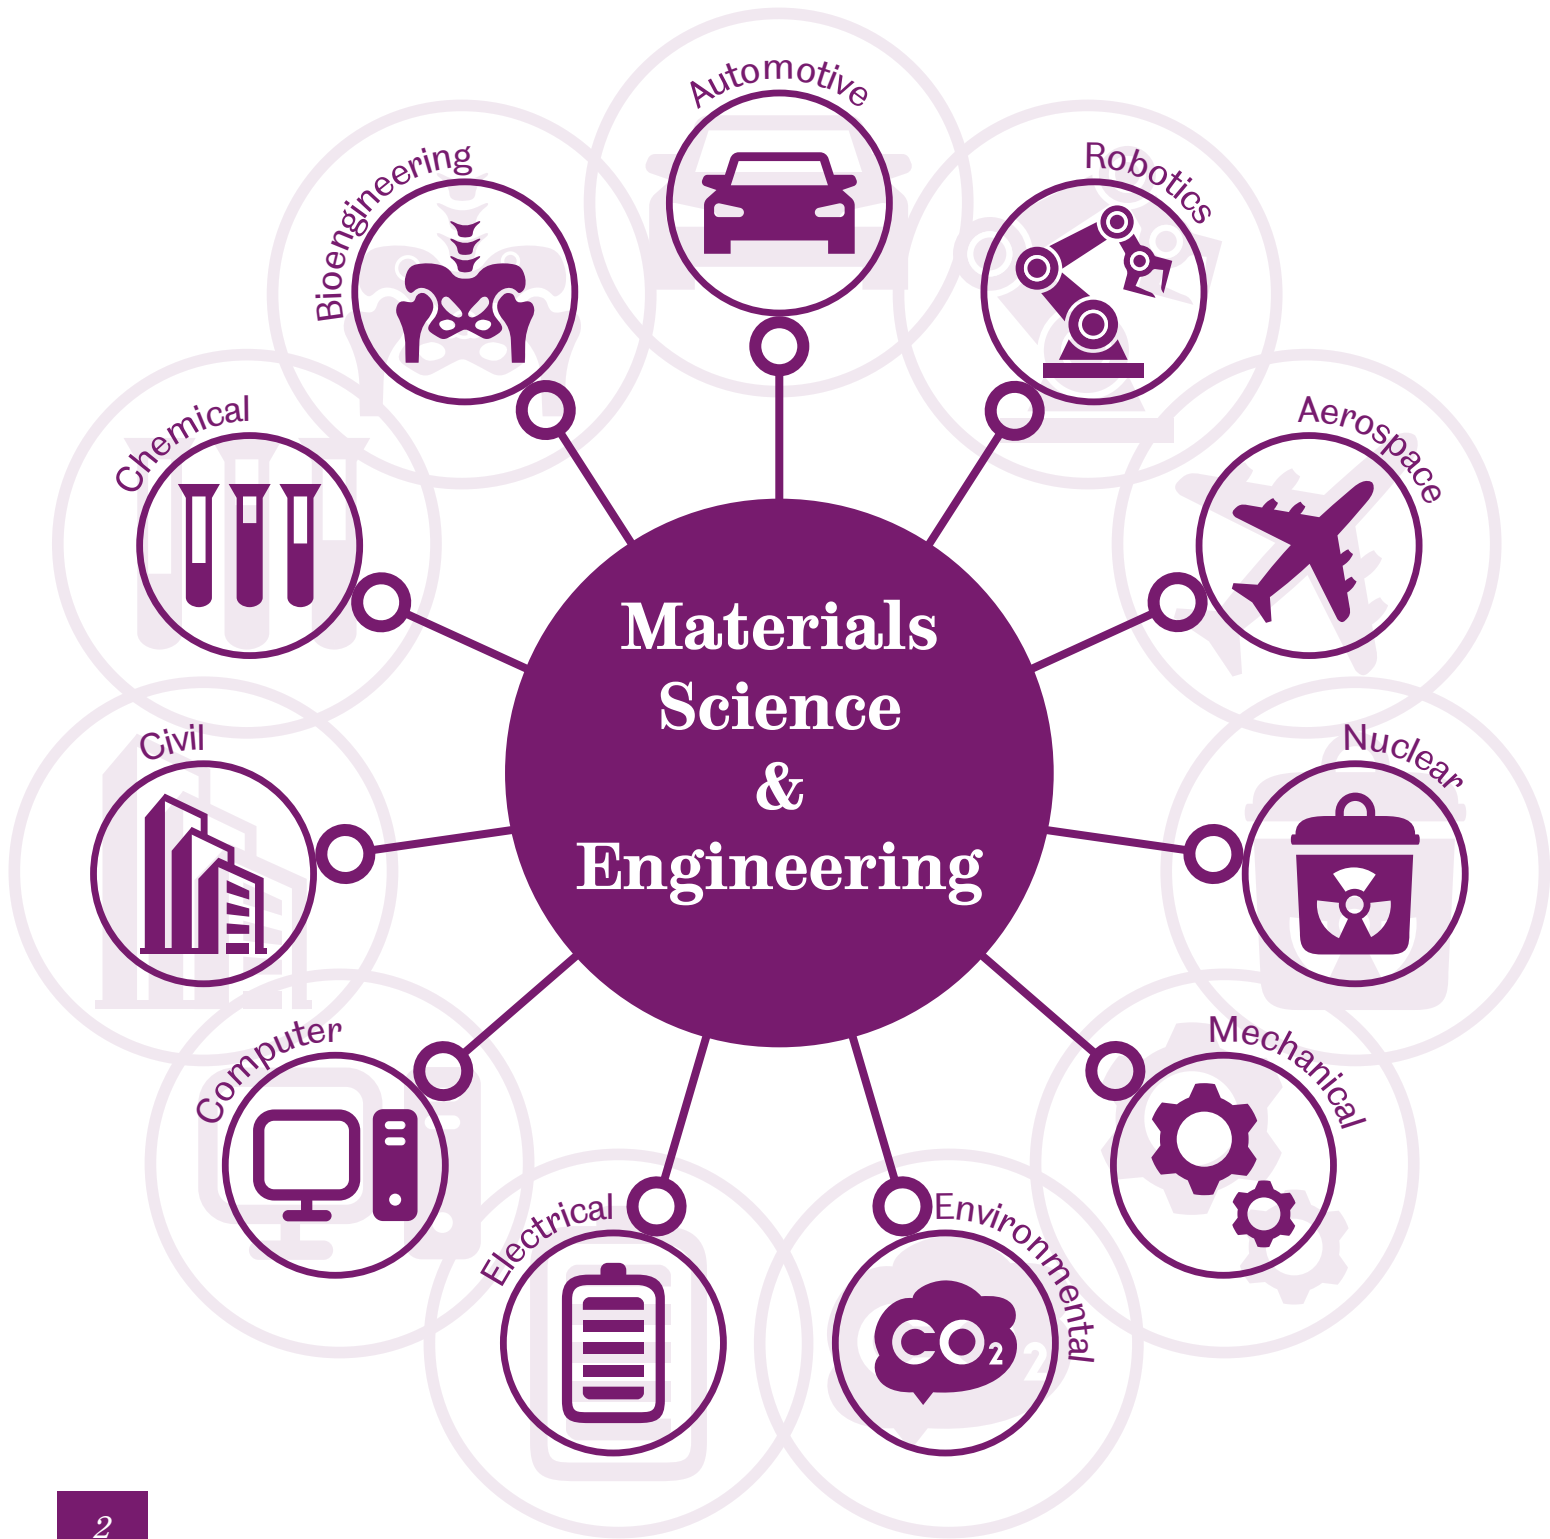 Automotive
Robotics
Aerospace
Nuclear
Mechanical
Environmental
Electrical
Computer
Civil
Chemical
Bioengineering
Materials
Science
&
Engineering
CO2
2